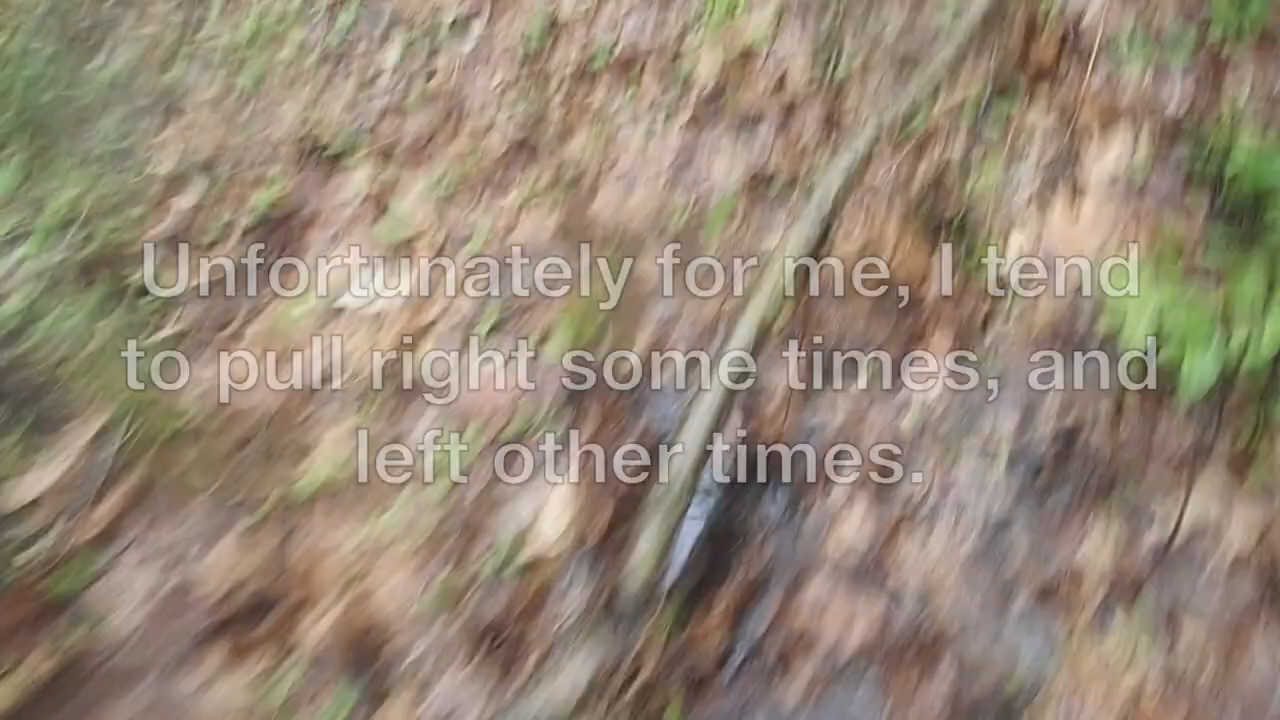 Unfortunately for me, I tend
to pull right some times, and
left other times.